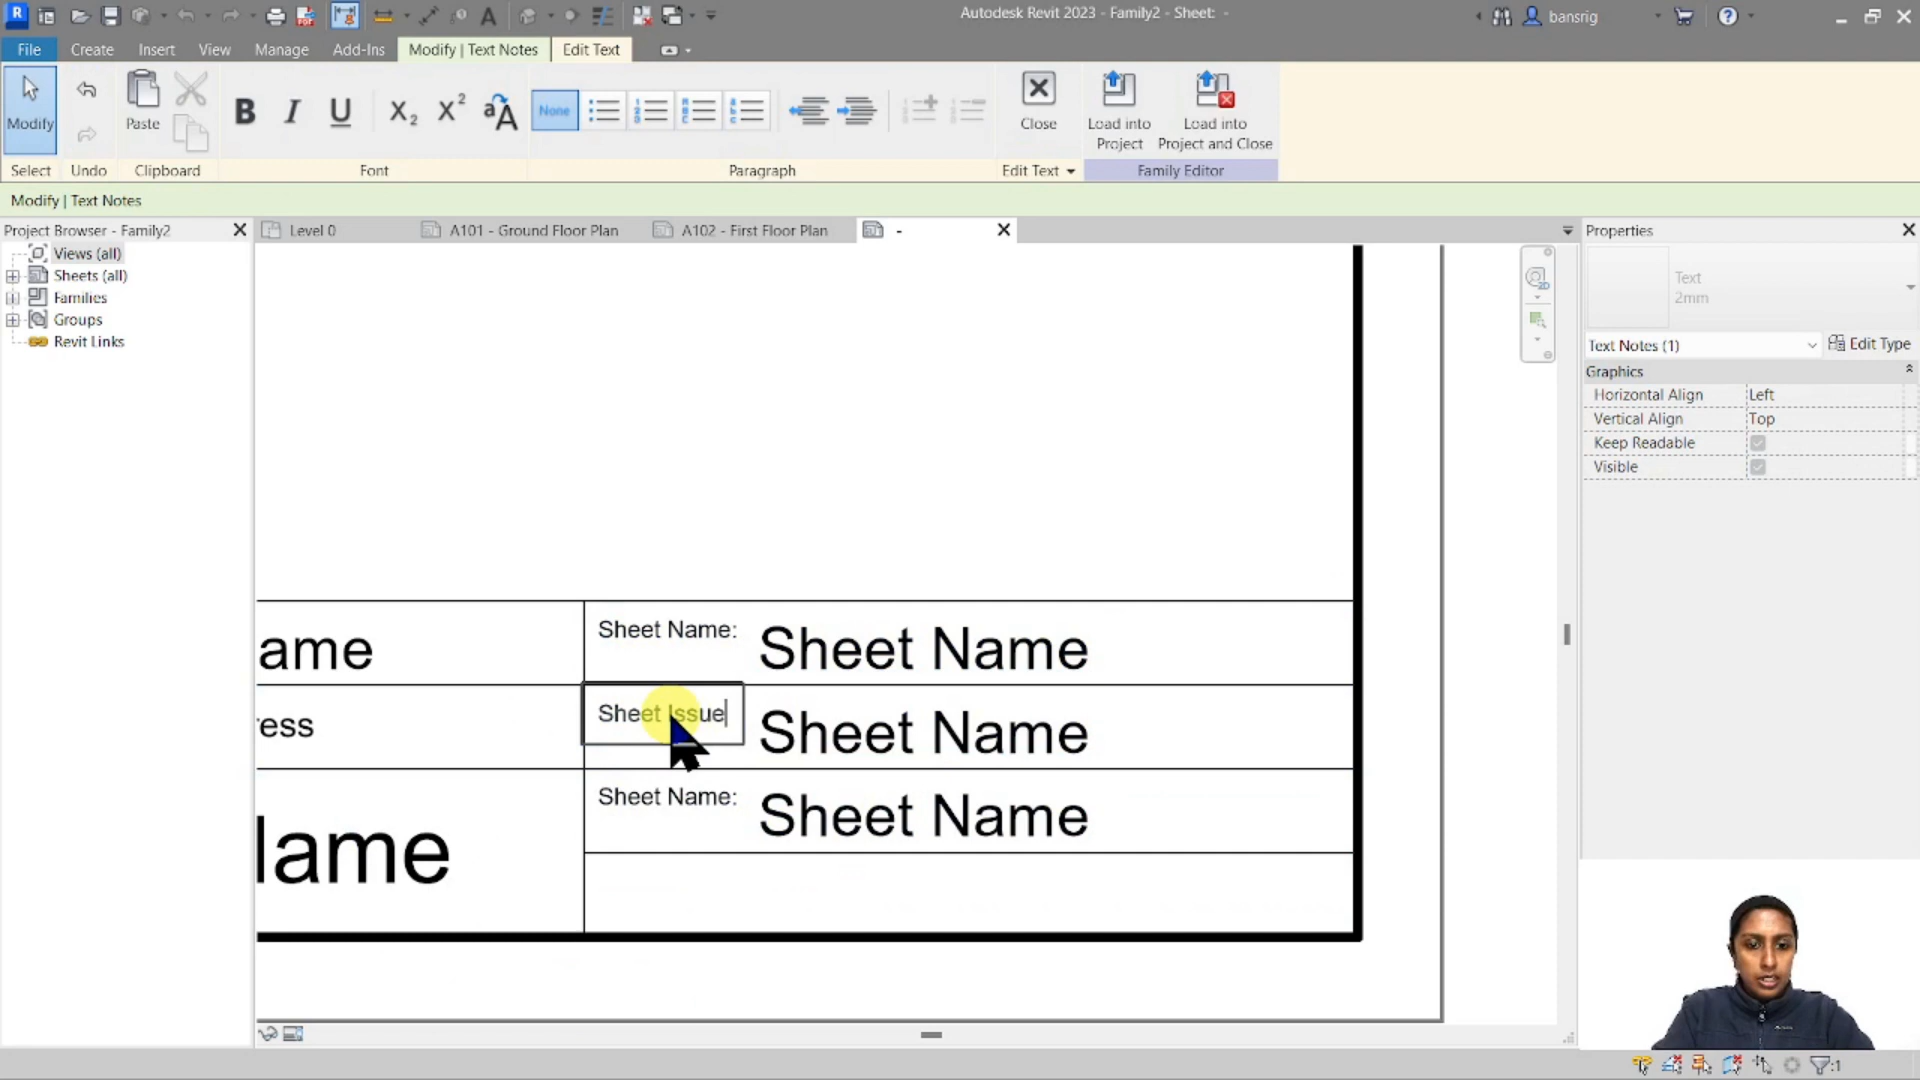 Autodesk Revit 2023 - Family2 - Sheet: -
bansrig
File
Create
Insert
View
Manage
Add-Ins
Modify | Text Notes
Edit Text
Modify
Paste
None
Close
Load into
Project
Load into
Project and Close
Select
Undo
Clipboard
Font
Paragraph
Edit Text
Family Editor
Modify | Text Notes
Project Browser - Family2
Views (all)
Sheets (all)
Families
Groups
Revit Links
Level 0
A101 - Ground Floor Plan
A102 - First Floor Plan
-
Properties
Text
2mm
Text Notes (1)
Edit Type
Graphics
Horizontal Align
Left
Vertical Align
Top
Keep Readable
Visible
ame
Sheet Name:
Sheet Name
ress
Sheet Issue
Sheet Name
lame
Sheet Name:
Sheet Name
:1